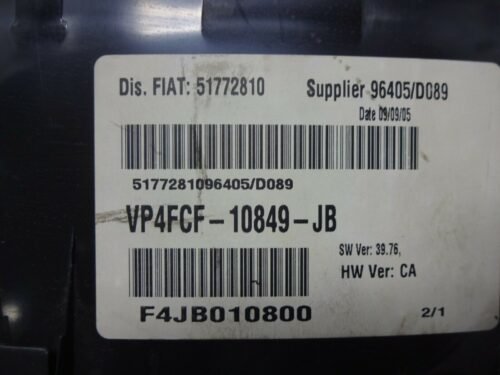 Dis. FIAT: 51772810 Supplier 96405/D089
Date 09/09/05
5177281096405/D089
VP4FCF-10849-JB
SW Ver: 39.76,
HW Ver: CA
F4JB010800 2/1